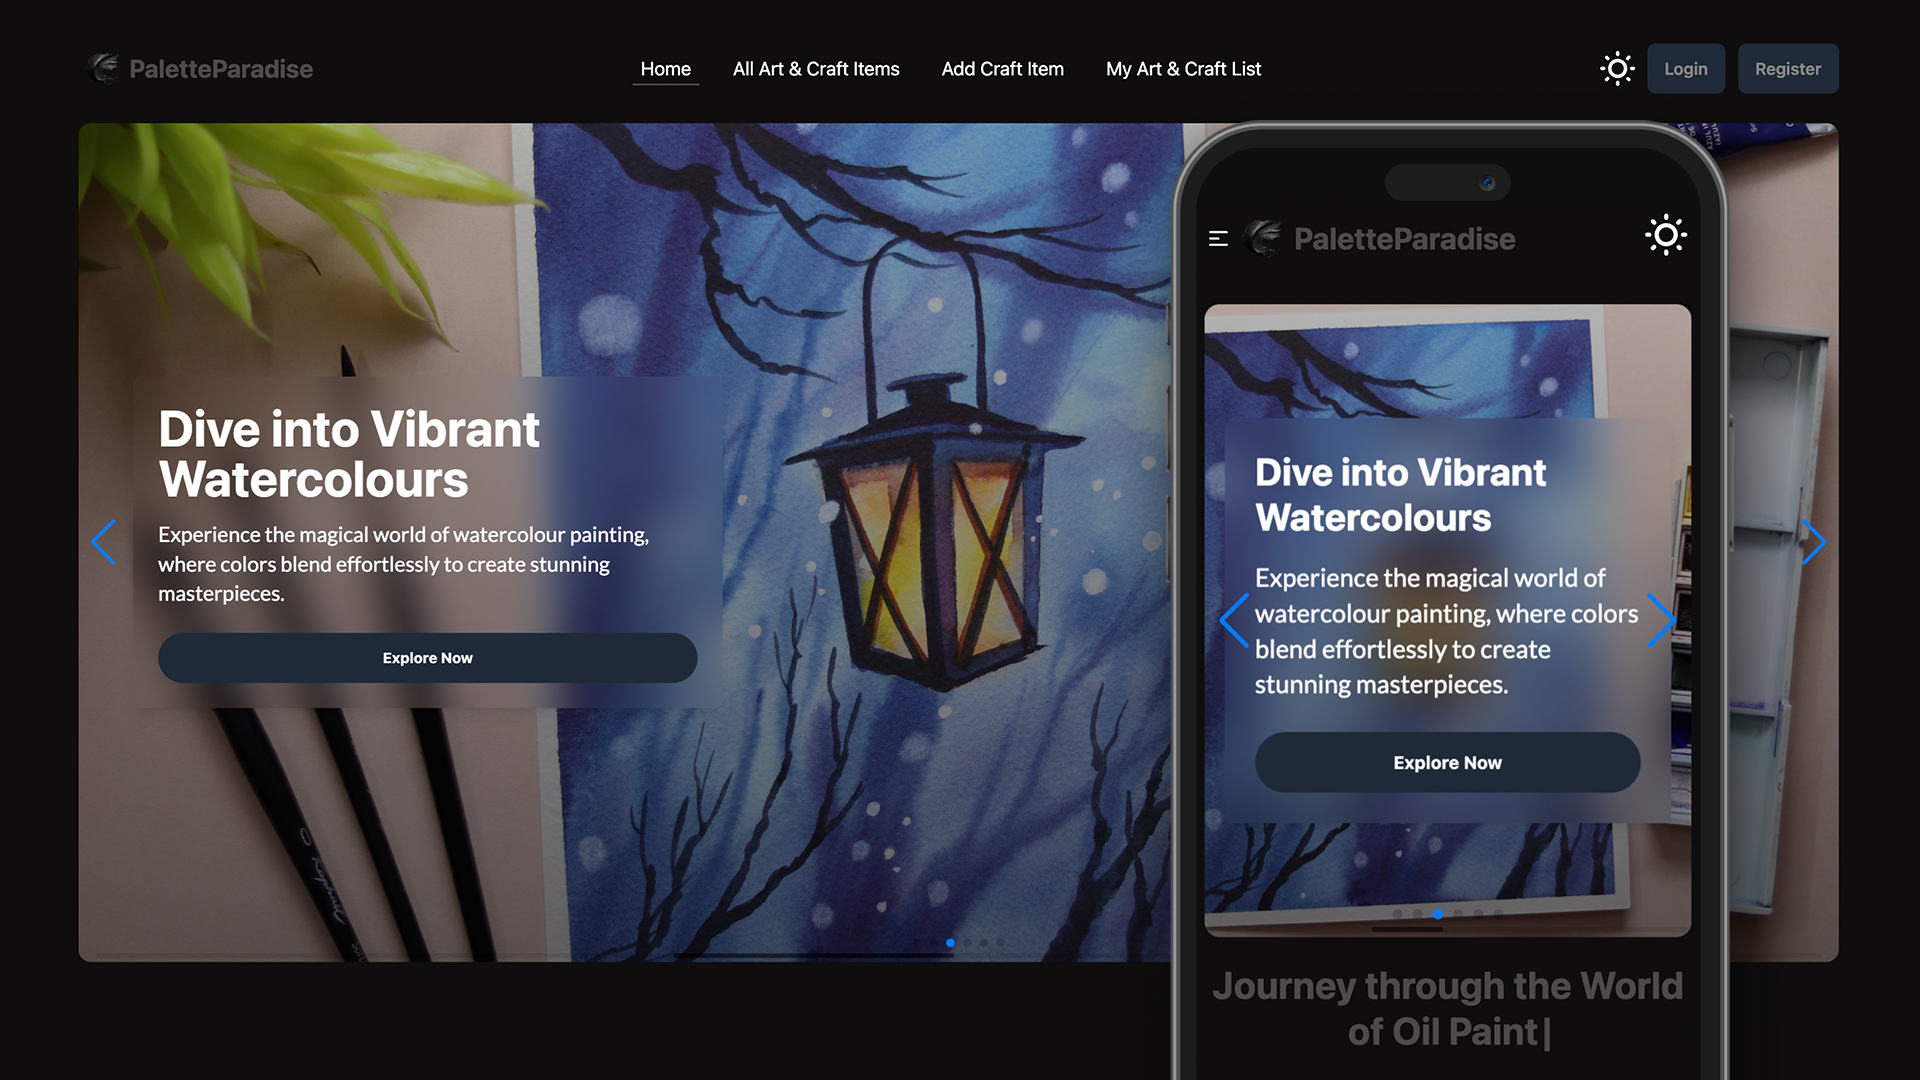 PaletteParadise
Home
All Art & Craft Items
Add Craft Item
My Art & Craft List
Login
Register
Dive into Vibrant
Watercolours
Experience the magical world of watercolour painting,
where colors blend effortlessly to create stunning
masterpieces.
Explore Now
Raphaël
PaletteParadise
Dive into Vibrant
Watercolours
Experience the magical world of
watercolour painting, where colors
blend effortlessly to create
stunning masterpieces.
Explore Now
Journey through the World
of Oil Paint|